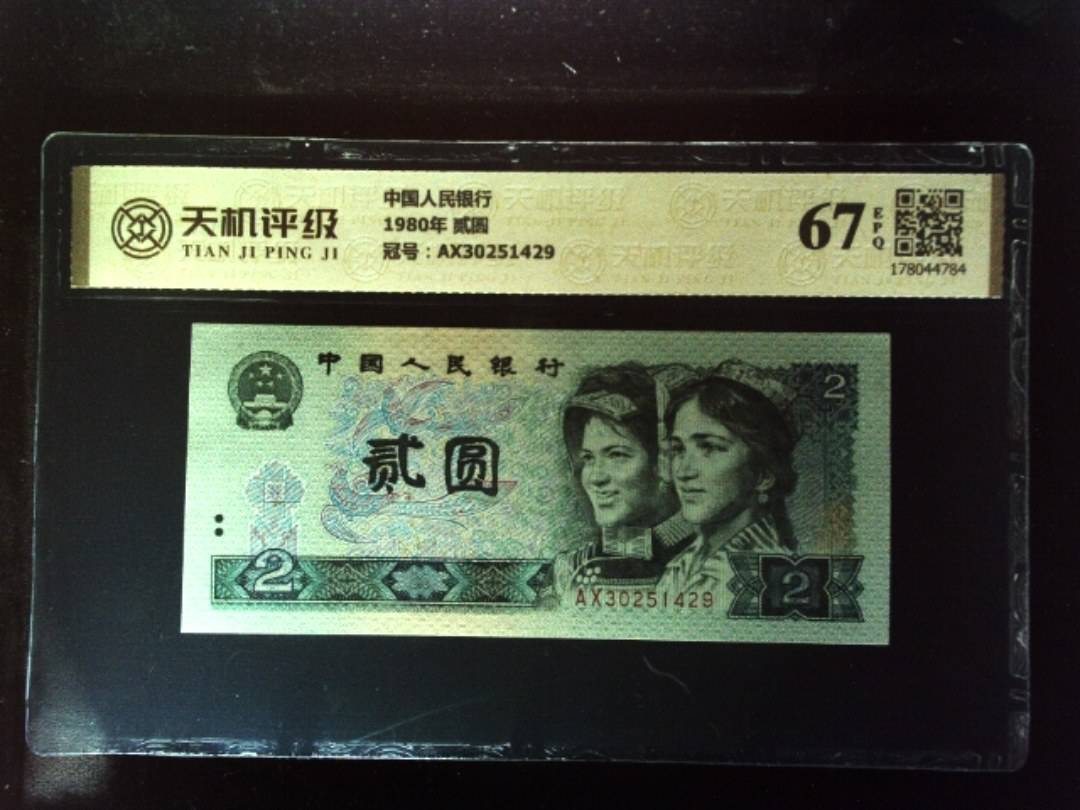 天机评级
TIAN JI PING JI
中国人民银行
1980年 贰圆
冠号：AX30251429
67
EPQ
178044784
中国人民银行
2
贰圆
2
AX30251429
2